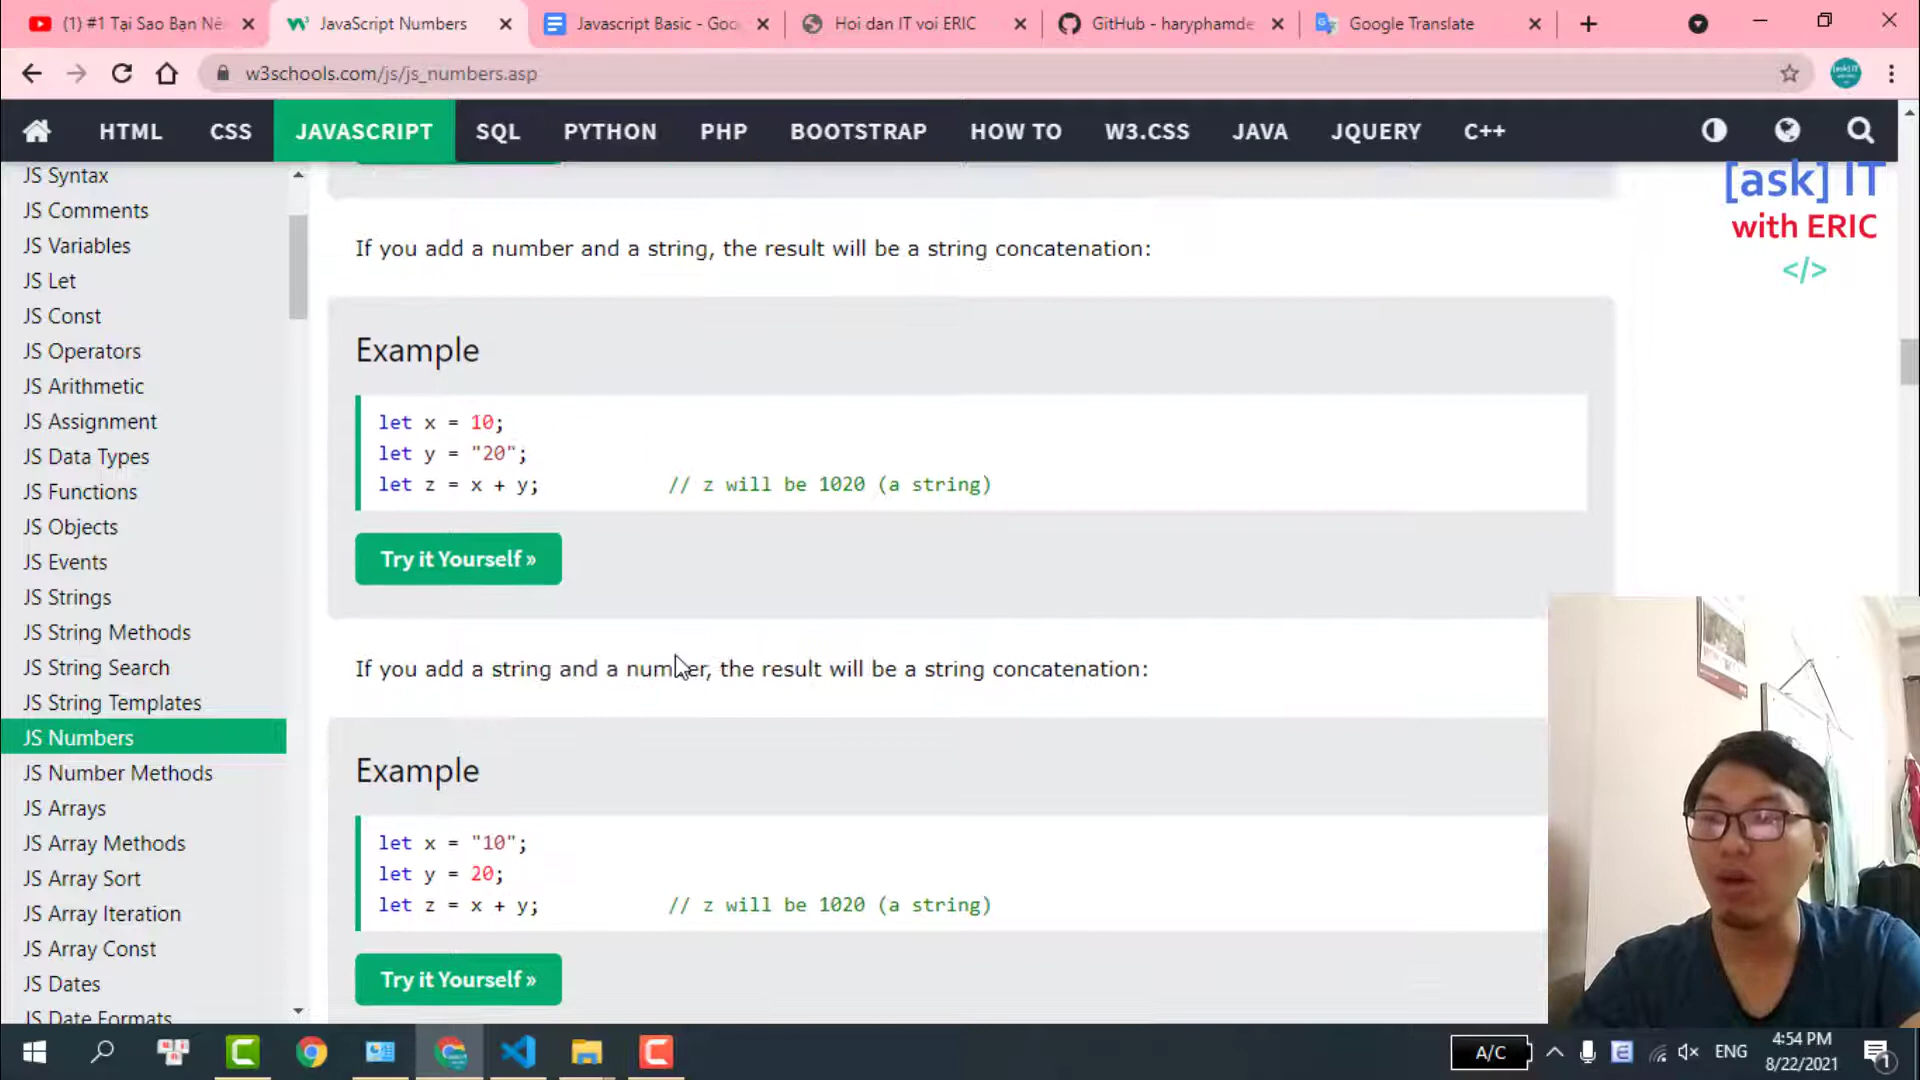 (1) #1 Tại Sao Bạn Nê
JavaScript Numbers
Javascript Basic - Goo
Hoi dan IT voi ERIC
GitHub - haryphamde
Google Translate
w3schools.com/js/js_numbers.asp
HTML
CSS
JAVASCRIPT
SQL
PYTHON
PHP
BOOTSTRAP
HOW TO
W3.CSS
JAVA
JQUERY
C++
[ask] IT
with ERIC
</>
JS Syntax
JS Comments
JS Variables
JS Let
JS Const
JS Operators
JS Arithmetic
JS Assignment
JS Data Types
JS Functions
JS Objects
JS Events
JS Strings
JS String Methods
JS String Search
JS String Templates
JS Numbers
JS Number Methods
JS Arrays
JS Array Methods
JS Array Sort
JS Array Iteration
JS Array Const
JS Dates
JS Date Formats
If you add a number and a string, the result will be a string concatenation:
Example
let x = 10;
let y = "20";
let z = x + y; // z will be 1020 (a string)
Try it Yourself »
If you add a string and a number, the result will be a string concatenation:
Example
let x = "10";
let y = 20;
let z = x + y; // z will be 1020 (a string)
Try it Yourself »
A/C
ENG
4:54 PM
8/22/2021
1